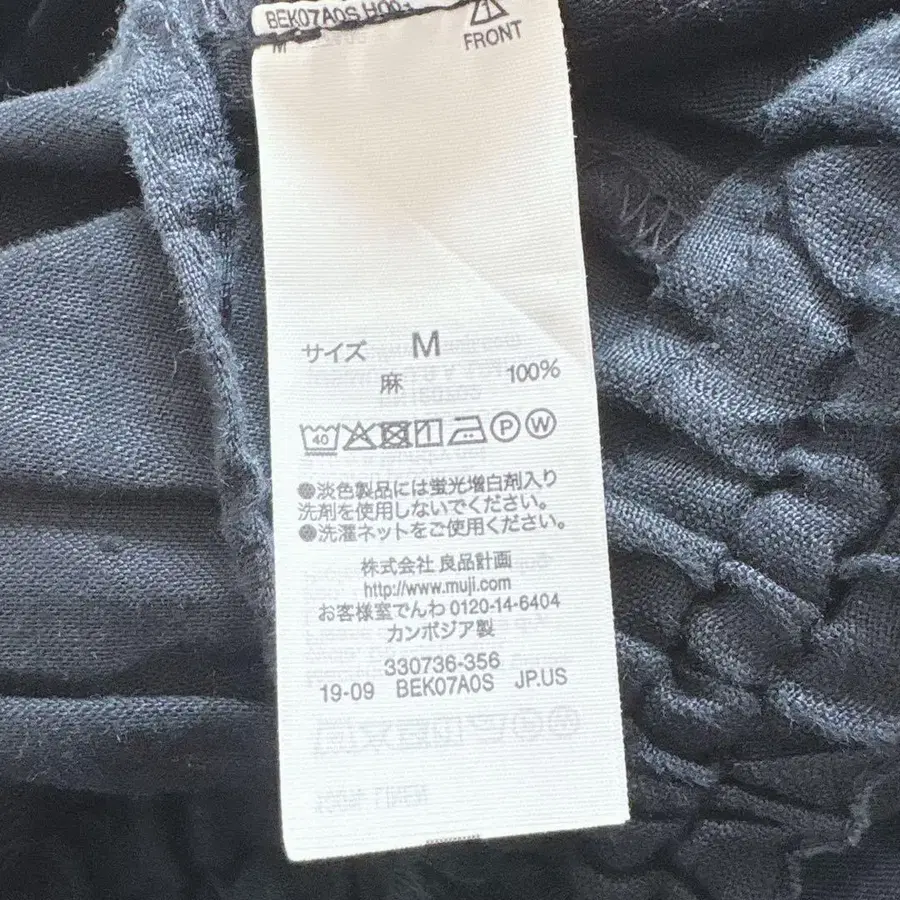 BEK07A0S H00
M
1
FRONT
サイズ M
麻 100%
40 P W
●淡色製品には蛍光増白剤入り
洗剤を使用しないでください。
●洗濯ネットをご使用ください。
株式会社 良品計画
http://www.muji.com
お客様室でんわ 0120-14-6404
カンボジア製
330736-356
19-09 BEK07A0S JP.US